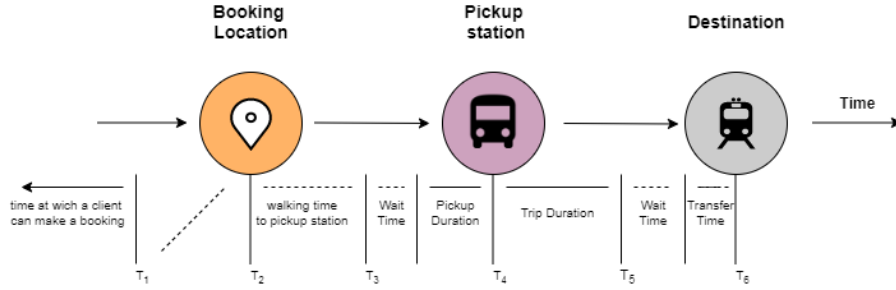 Booking
Location
Pickup
station
Destination
Time
time at wich a client
can make a booking
walking time
to pickup station
Wait
Time
Pickup
Duration
Trip Duration
Wait
Time
Transfer
Time
T1
T2
T3
T4
T5
T6